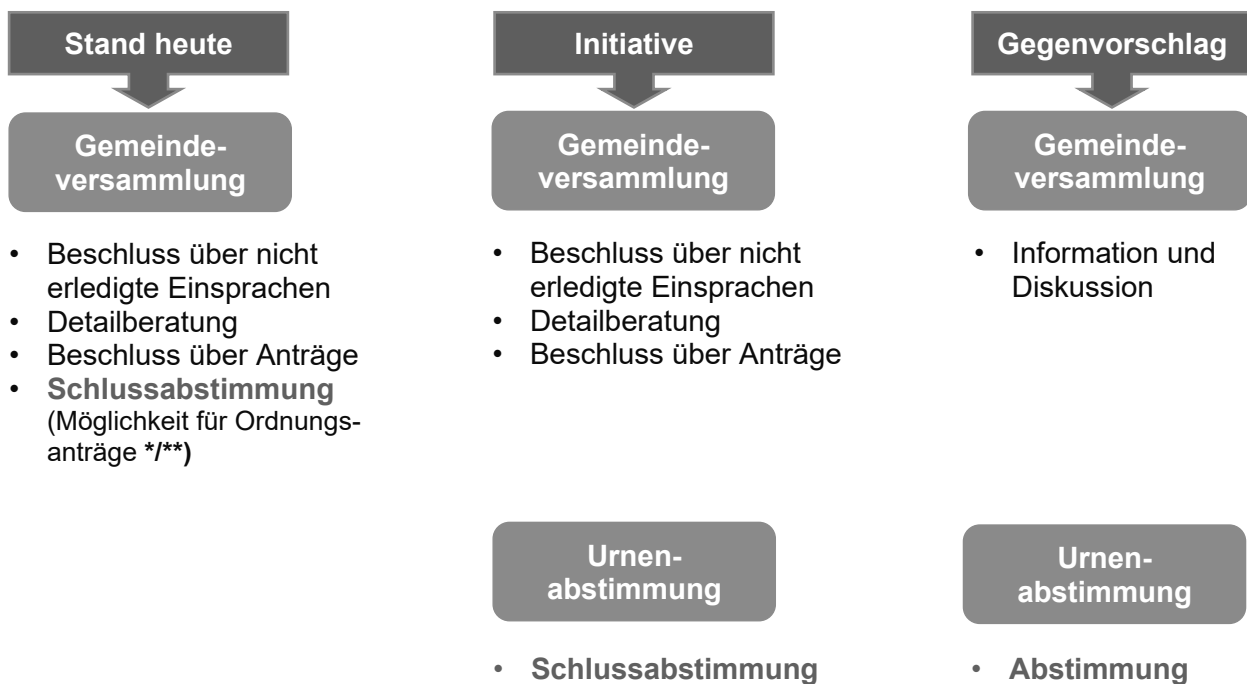 Stand heute
Gemeinde-
versammlung
• Beschluss über nicht
erledigte Einsprachen
• Detailberatung
• Beschluss über Anträge
• Schlussabstimmung
(Möglichkeit für Ordnungs-
anträge */**)
Initiative
Gemeinde-
versammlung
• Beschluss über nicht
erledigte Einsprachen
• Detailberatung
• Beschluss über Anträge
Urnen-
abstimmung
• Schlussabstimmung
Gegenvorschlag
Gemeinde-
versammlung
• Information und
Diskussion
Urnen-
abstimmung
• Abstimmung